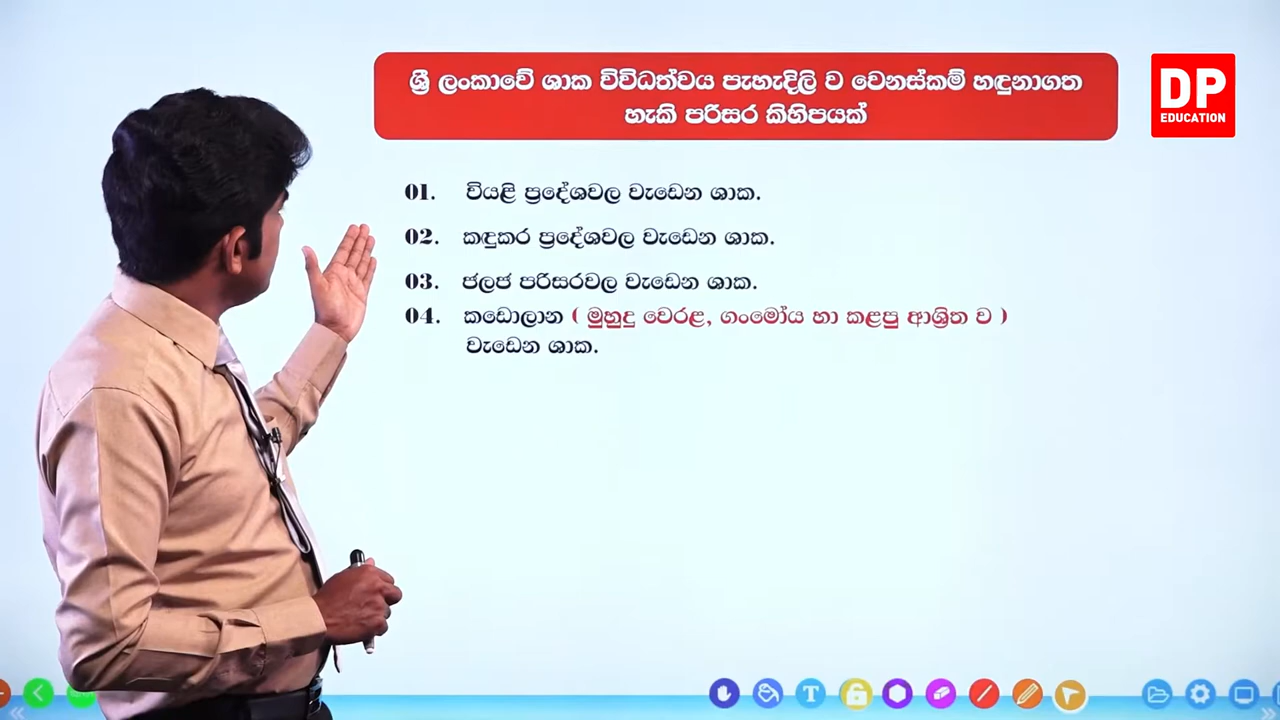 ශ්‍රී ලංකාවේ ශාක විවිධත්වය පැහැදිලි ව වෙනස්කම් හඳුනාගත
හැකි පරිසර කිහිපයක්
DP
EDUCATION
01. වියළි ප්‍රදේශවල වැඩෙන ශාක.
02. කඳුකර ප්‍රදේශවල වැඩෙන ශාක.
03. ජලජ පරිසරවල වැඩෙන ශාක.
04. කඩොලාන ( මුහුදු වෙරළ, ගංමෝය හා කළපු ආශ්‍රිත ව )
වැඩෙන ශාක.
T